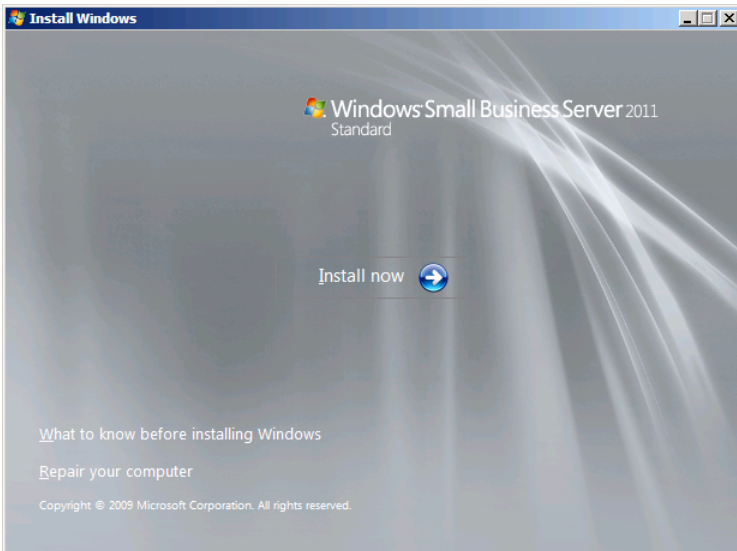 Install Windows
Windows Small Business Server 2011
Standard
Install now
What to know before installing Windows
Repair your computer
Copyright © 2009 Microsoft Corporation. All rights reserved.